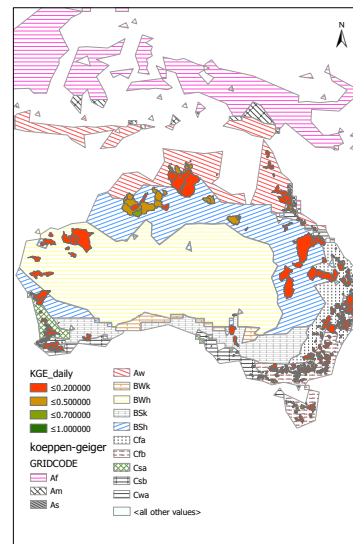 N
KGE_daily
≤0.200000
≤0.500000
≤0.700000
≤1.000000
koeppen-geiger
GRIDCODE
Af
Am
As
Aw
BWk
BWh
BSk
BSh
Cfa
Cfb
Csa
Csb
Cwa
<all other values>